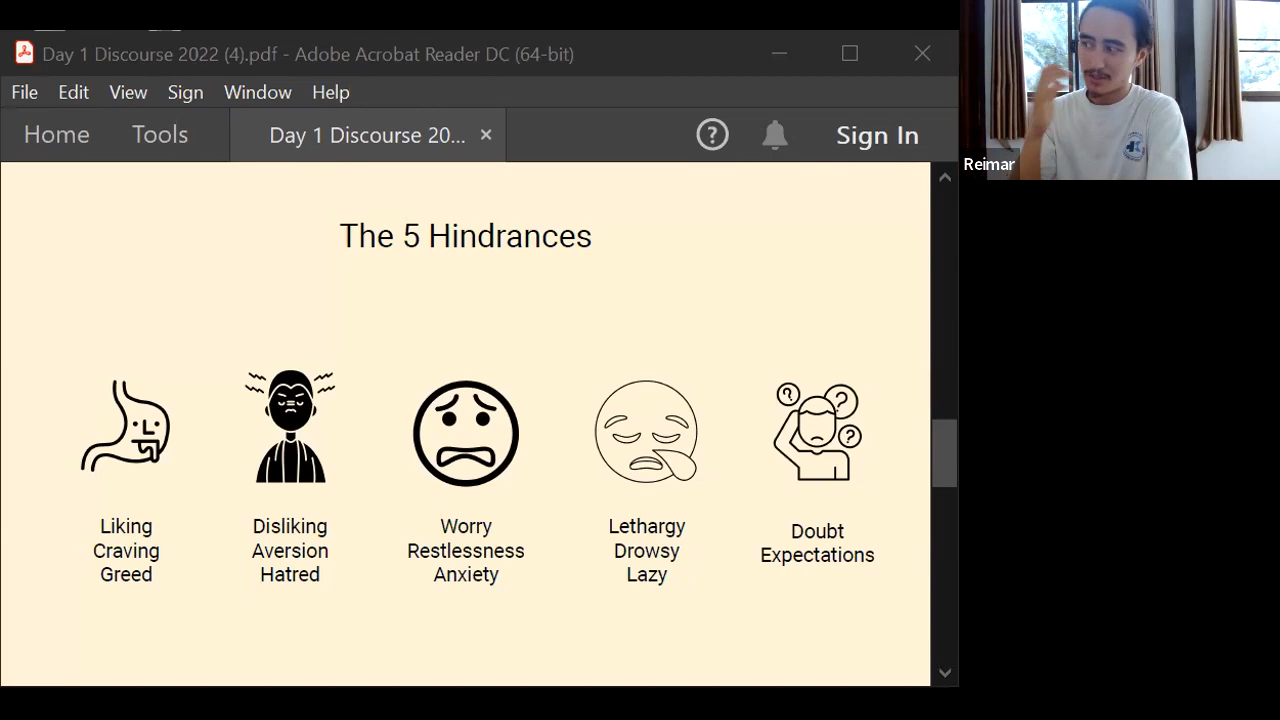 Day 1 Discourse 2022 (4).pdf - Adobe Acrobat Reader DC (64-bit)
File Edit View Sign Window Help
Home Tools Day 1 Discourse 20... × ? Sign In
Reimar
The 5 Hindrances
? ? ?
Liking
Craving
Greed
Disliking
Aversion
Hatred
Worry
Restlessness
Anxiety
Lethargy
Drowsy
Lazy
Doubt
Expectations